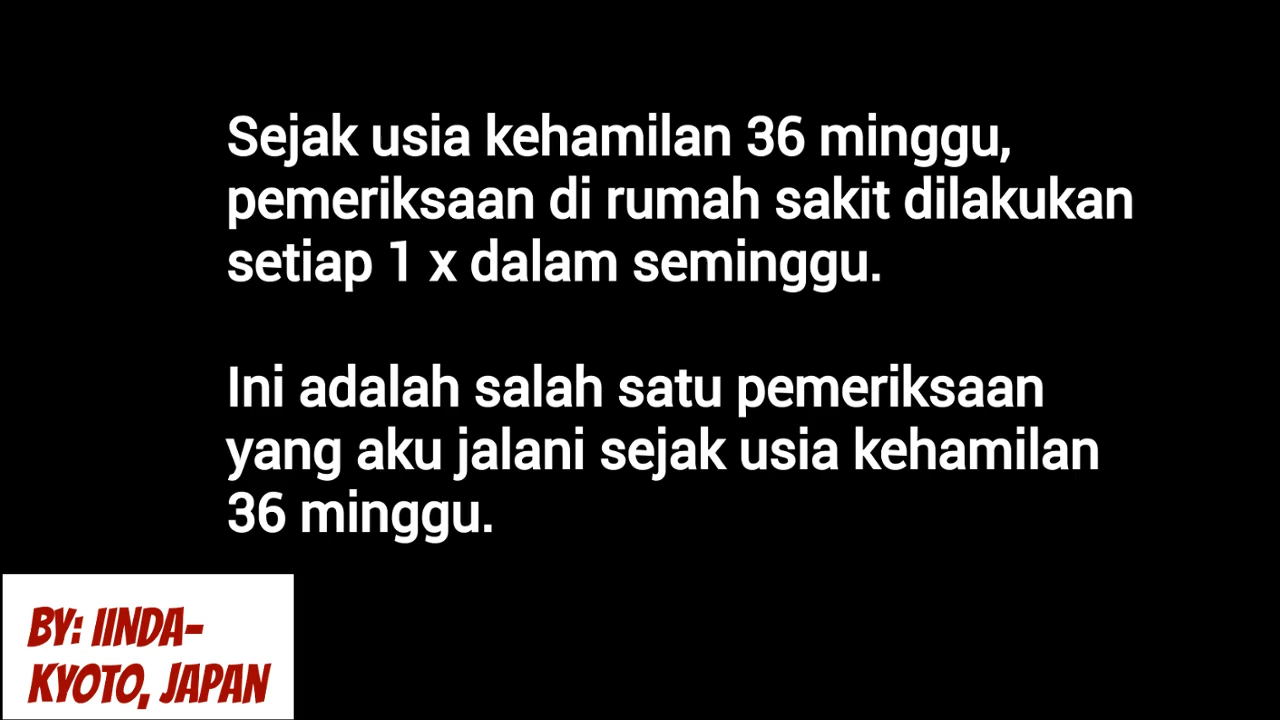 Sejak usia kehamilan 36 minggu,
pemeriksaan di rumah sakit dilakukan
setiap 1 x dalam seminggu.
Ini adalah salah satu pemeriksaan
yang aku jalani sejak usia kehamilan
36 minggu.
BY: IINDA-
KYOTO, JAPAN